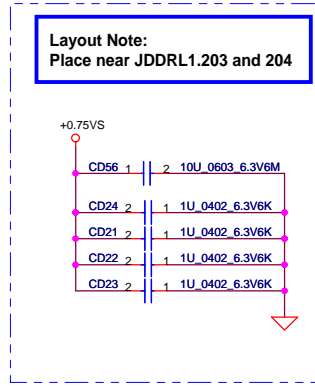 Layout Note:
Place near JDDRL1.203 and 204
+0.75VS
CD56 1 2 10U_0603_6.3V6M
CD24 2 1 1U_0402_6.3V6K
CD21 2 1 1U_0402_6.3V6K
CD22 2 1 1U_0402_6.3V6K
CD23 2 1 1U_0402_6.3V6K